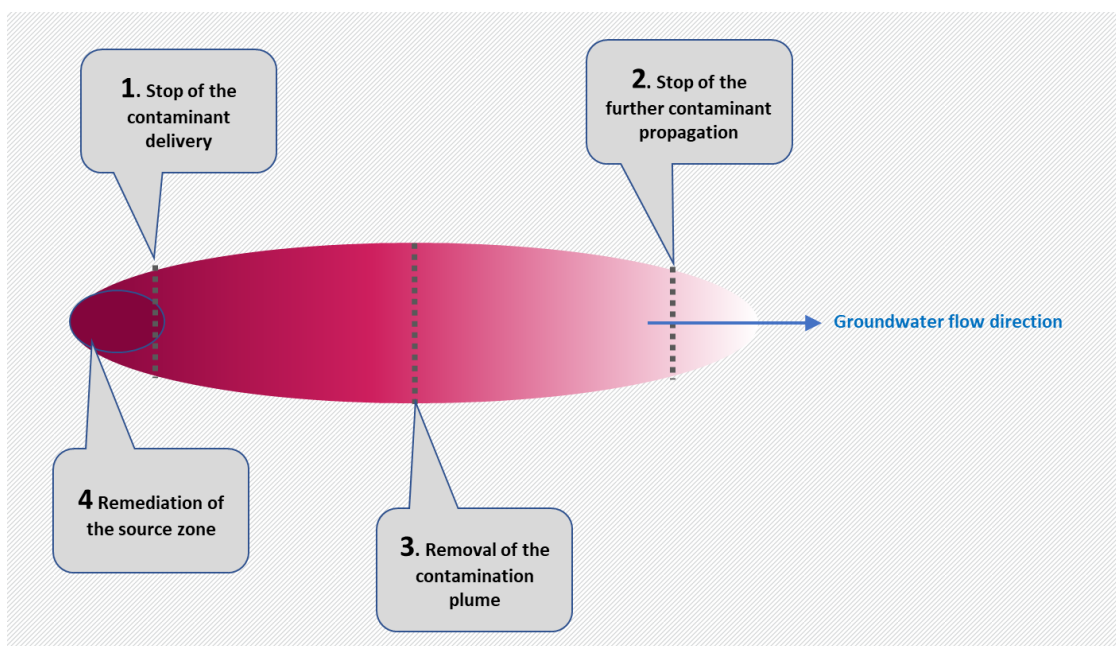 1. Stop of the
contaminant
delivery
2. Stop of the
further contaminant
propagation
Groundwater flow direction
4 Remediation of
the source zone
3. Removal of the
contamination
plume